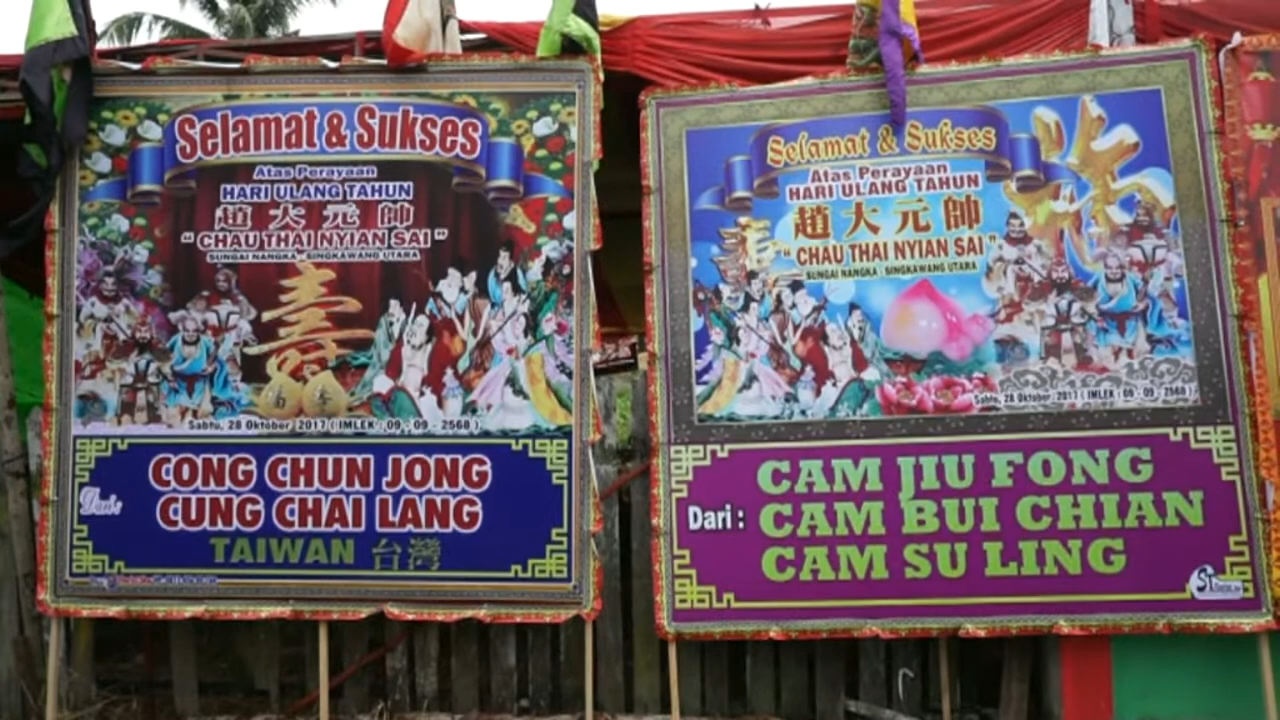 Selamat & Sukses
Atas Perayaan
HARI ULANG TAHUN
趙大元帥
“ CHAU THAI NYIAN SAI ”
SUNGAI NANGKA - SINGKAWANG UTARA
壽
Sabtu, 28 Oktober 2017 ( IMLEK : 09 - 09 - 2568 )
Dari:
CONG CHUN JONG
CUNG CHAI LANG
TAIWAN 台灣
Selamat & Sukses
Atas Perayaan
HARI ULANG TAHUN
趙大元帥
“ CHAU THAI NYIAN SAI ”
SUNGAI NANGKA - SINGKAWANG UTARA
Sabtu, 28 Oktober 2017 ( IMLEK : 09 - 09 - 2568 )
Dari :
CAM JIU FONG
CAM BUI CHIAN
CAM SU LING